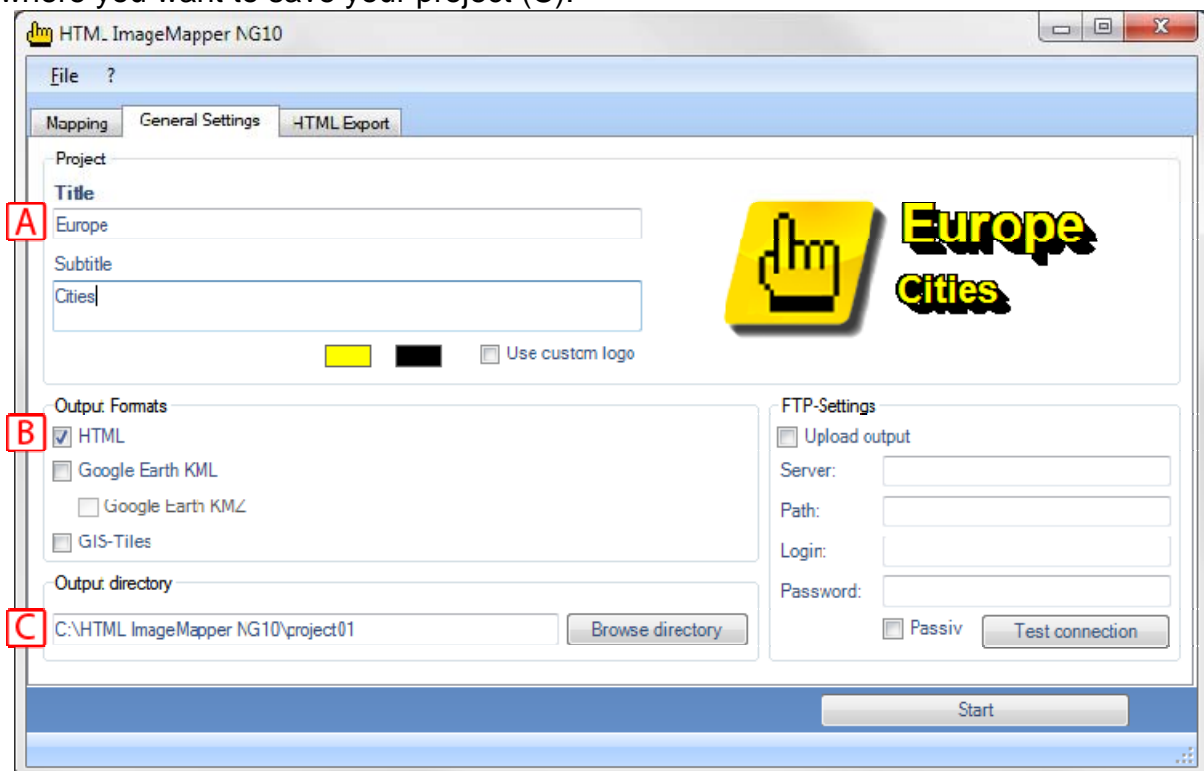 where you want to save your project (C).
HTML ImageMapper NG10
X
File ?
Mapping General Settings HTML Export
Project
Title
A
Europe
Subtitle
Cities
Use custom logo
Europe
Cities
Output Formats
B
HTML
Google Earth KML
Google Earth KMZ
GIS-Tiles
Output directory
C
C:\HTML ImageMapper NG10\project01
Browse directory
FTP-Settings
Upload output
Server:
Path:
Login:
Password:
Passiv
Test connection
Start